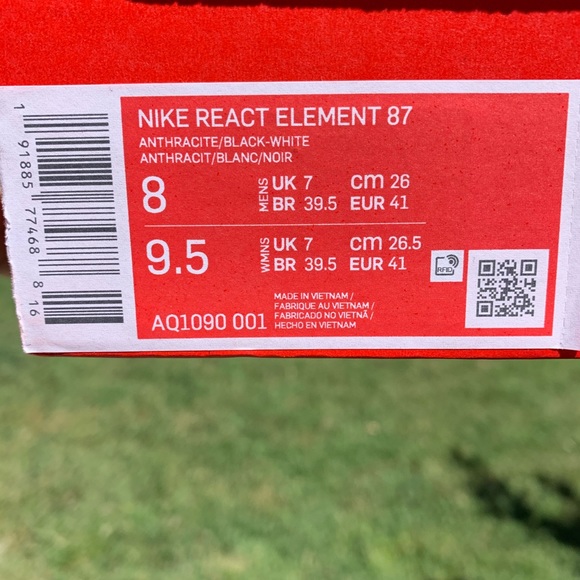 NIKE REACT ELEMENT 87
ANTHRACITE/BLACK-WHITE
ANTHRACIT/BLANC/NOIR
8 MENS UK 7 cm 26
BR 39.5 EUR 41
9.5 WMNS UK 7 cm 26.5
BR 39.5 EUR 41
RFID
MADE IN VIETNAM /
FABRIQUE AU VIETNAM /
FABRICADO NO VIETNÃ /
HECHO EN VIETNAM
AQ1090 001
1 91885 77468 8 16